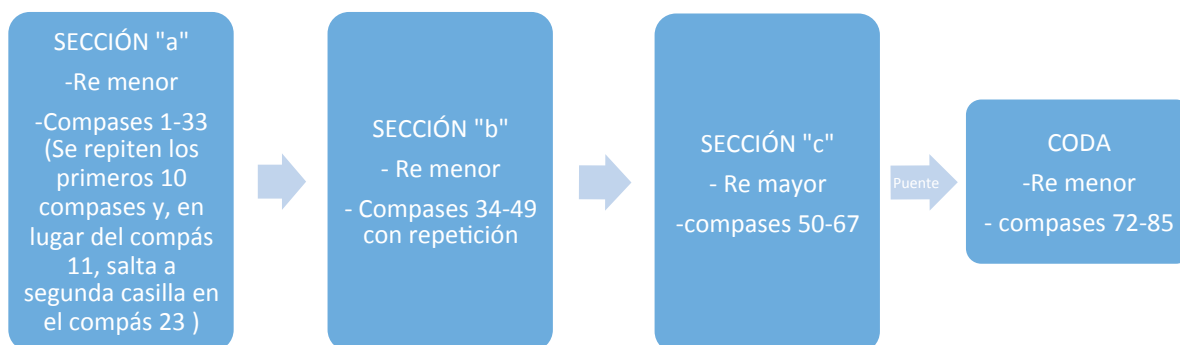 SECCIÓN "a"
-Re menor
-Compases 1-33
(Se repiten los
primeros 10
compases y, en
lugar del compás
11, salta a
segunda casilla en
el compás 23 )
SECCIÓN "b"
- Re menor
- Compases 34-49
con repetición
SECCIÓN "c"
- Re mayor
-compases 50-67
Puente
CODA
-Re menor
- compases 72-85